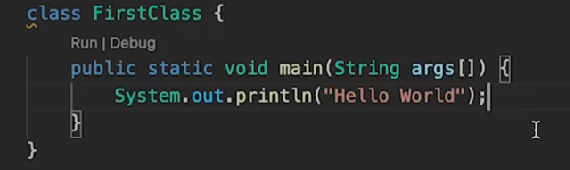 class FirstClass {
Run | Debug
public static void main(String args[]) {
System.out.println("Hello World");
}
}